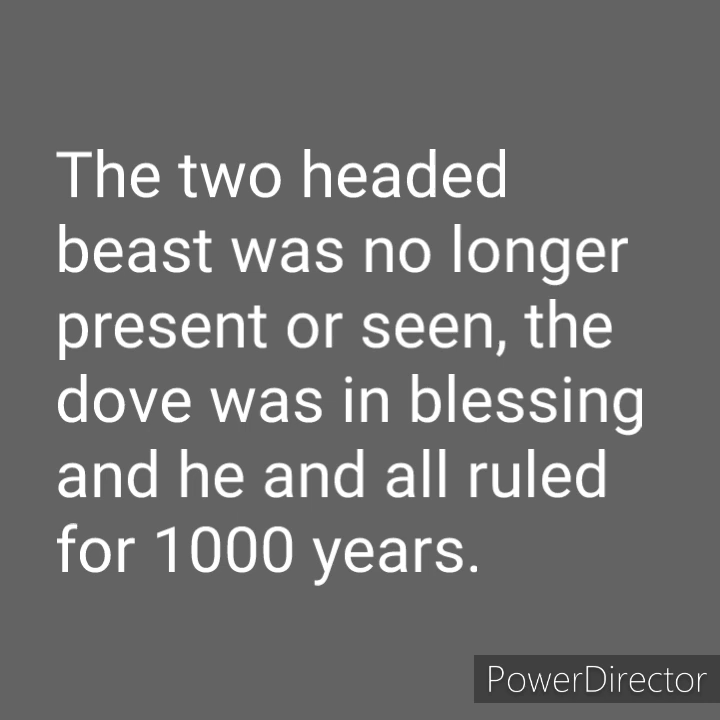 The two headed
beast was no longer
present or seen, the
dove was in blessing
and he and all ruled
for 1000 years.
PowerDirector